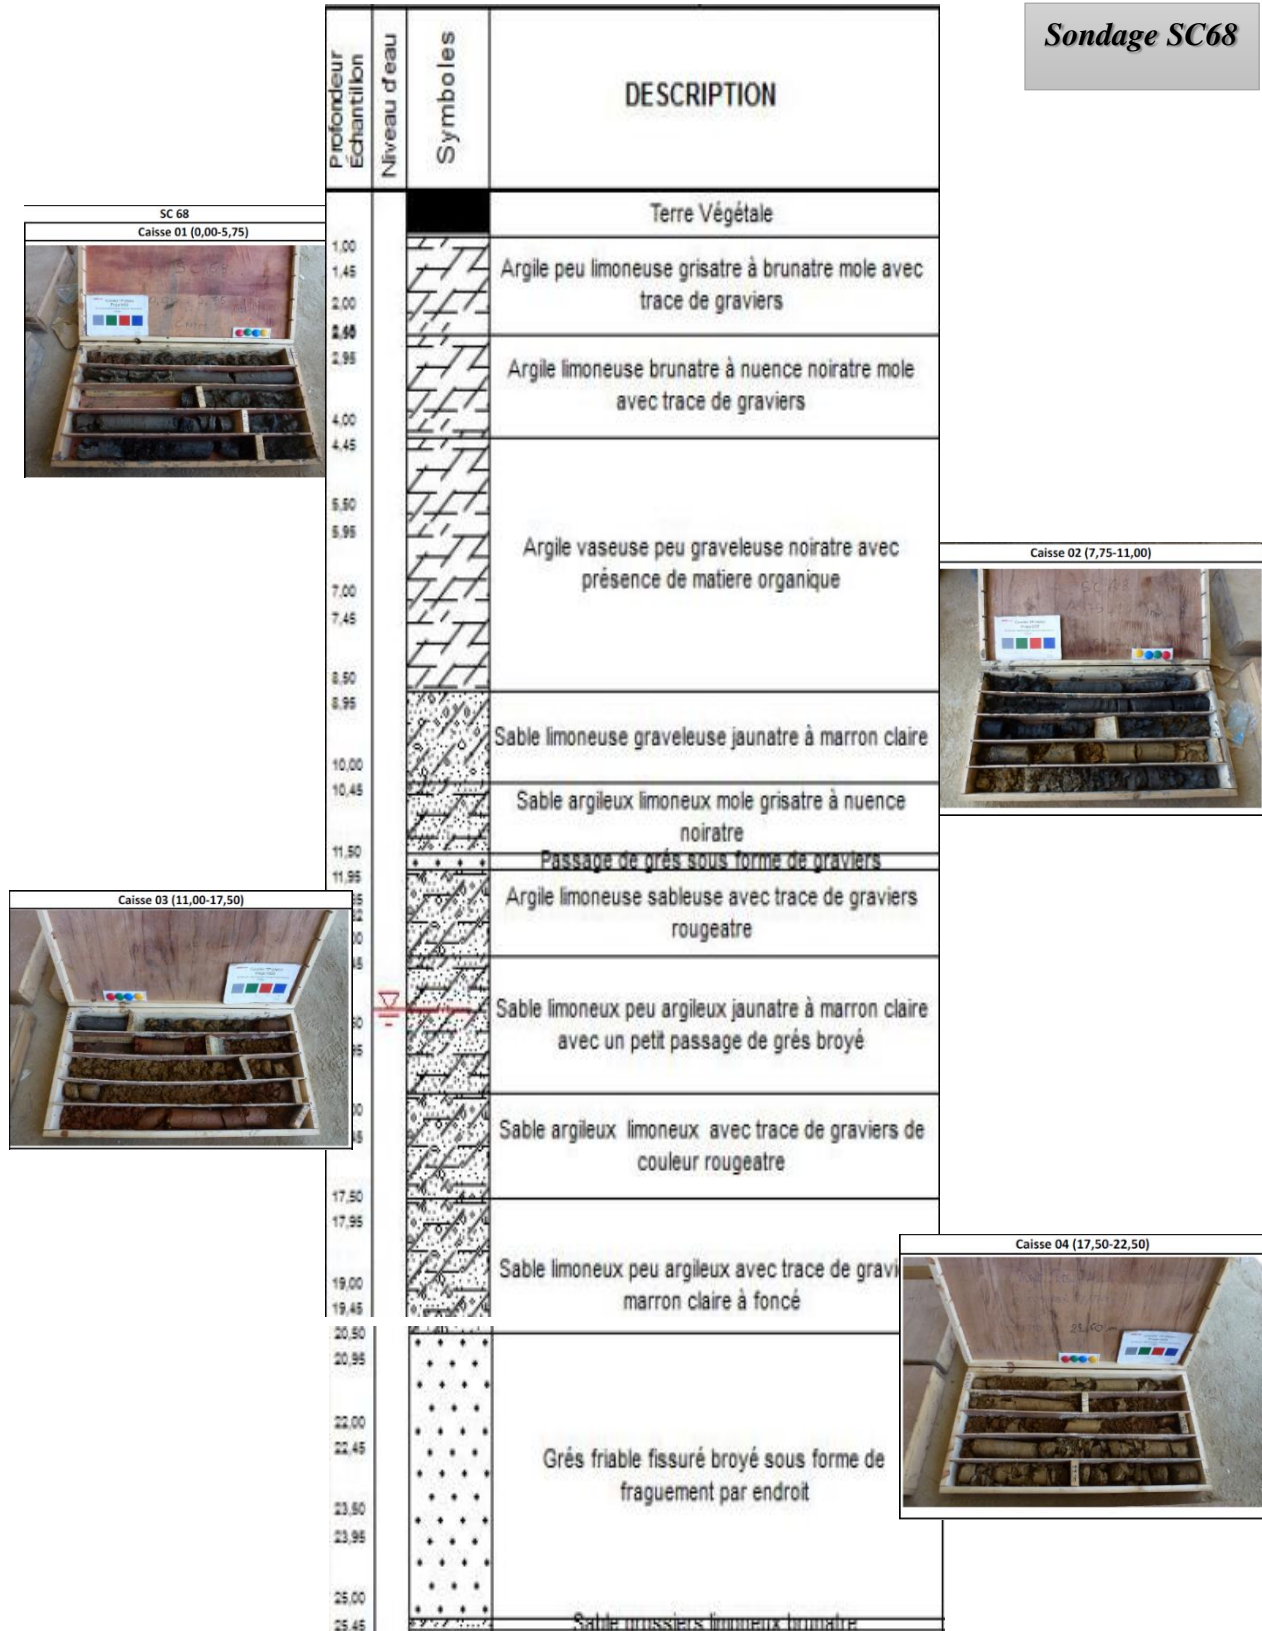 Sondage SC68
Profondeur
Échantillon
Niveau d'eau
Symboles
DESCRIPTION
Terre Végétale
SC 68
Caisse 01 (0,00-5,75)
1,00
1,45
2,00
2,95
4,00
4,45
5,50
5,95
7,00
7,45
8,50
8,95
10,00
10,45
11,50
11,95
Argile peu limoneuse grisatre à brunatre mole avec
trace de graviers
Argile limoneuse brunatre à nuence noiratre mole
avec trace de graviers
Argile vaseuse peu graveleuse noiratre avec
présence de matiere organique
Caisse 02 (7,75-11,00)
Sable limoneuse graveleuse jaunatre à marron claire
Sable argileux limoneux mole grisatre à nuence
noiratre
Passage de grés sous forme de graviers
Caisse 03 (11,00-17,50)
Argile limoneuse sableuse avec trace de graviers
rougeatre
Sable limoneux peu argileux jaunatre à marron claire
avec un petit passage de grés broyé
Sable argileux limoneux avec trace de graviers de
couleur rougeatre
17,50
17,95
19,00
19,45
20,50
20,95
22,00
22,45
23,50
23,95
25,00
25,45
Sable limoneux peu argileux avec trace de gravi
marron claire à foncé
Caisse 04 (17,50-22,50)
Grés friable fissuré broyé sous forme de
fraguement par endroit
Sable grossiers limoneux brunatre